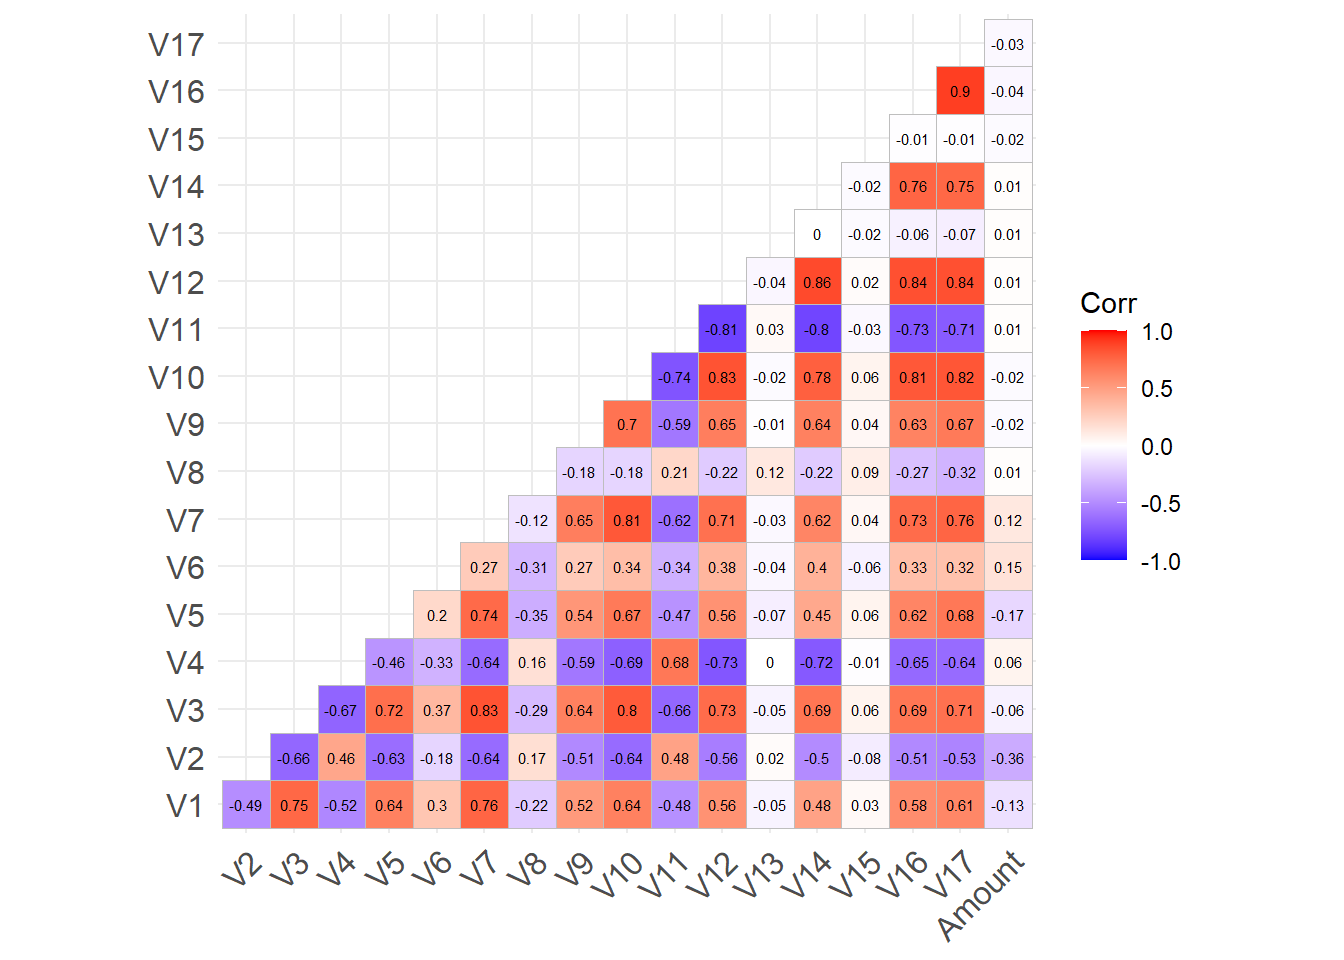 V17 -0.03
V16 0.9 -0.04
V15 -0.01 -0.01 -0.02
V14 -0.02 0.76 0.75 0.01
V13 0 -0.02 -0.06 -0.07 0.01
V12 -0.04 0.86 0.02 0.84 0.84 0.01
V11 -0.81 0.03 -0.8 -0.03 -0.73 -0.71 0.01
V10 -0.74 0.83 -0.02 0.78 0.06 0.81 0.82 -0.02
V9 0.7 -0.59 0.65 -0.01 0.64 0.04 0.63 0.67 -0.02
V8 -0.18 -0.18 0.21 -0.22 0.12 -0.22 0.09 -0.27 -0.32 0.01
V7 -0.12 0.65 0.81 -0.62 0.71 -0.03 0.62 0.04 0.73 0.76 0.12
V6 0.27 -0.31 0.27 0.34 -0.34 0.38 -0.04 0.4 -0.06 0.33 0.32 0.15
V5 0.2 0.74 -0.35 0.54 0.67 -0.47 0.56 -0.07 0.45 0.06 0.62 0.68 -0.17
V4 -0.46 -0.33 -0.64 0.16 -0.59 -0.69 0.68 -0.73 0 -0.72 -0.01 -0.65 -0.64 0.06
V3 -0.67 0.72 0.37 0.83 -0.29 0.64 0.8 -0.66 0.73 -0.05 0.69 0.06 0.69 0.71 -0.06
V2 -0.66 0.46 -0.63 -0.18 -0.64 0.17 -0.51 -0.64 0.48 -0.56 0.02 -0.5 -0.08 -0.51 -0.53 -0.36
V1 -0.49 0.75 -0.52 0.64 0.3 0.76 -0.22 0.52 0.64 -0.48 0.56 -0.05 0.48 0.03 0.58 0.61 -0.13
V2 V3 V4 V5 V6 V7 V8 V9 V10 V11 V12 V13 V14 V15 V16 V17 Amount
Corr
1.0
0.5
0.0
-0.5
-1.0